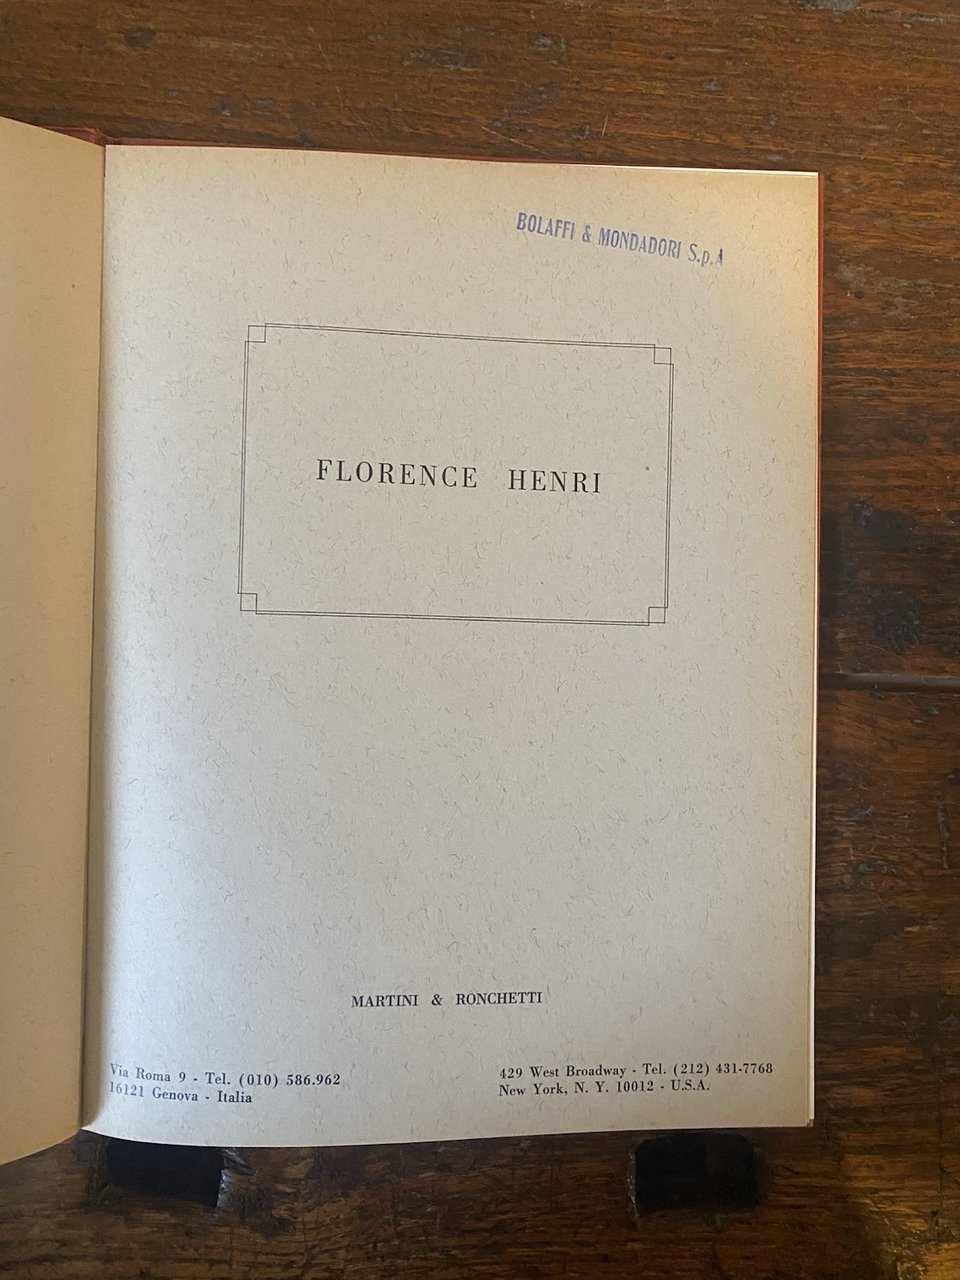 BOLAFFI & MONDADORI S.p.A
FLORENCE HENRI
MARTINI & RONCHETTI
Via Roma 9 - Tel. (010) 586.962
16121 Genova - Italia
429 West Broadway - Tel. (212) 431-7768
New York, N. Y. 10012 - U.S.A.